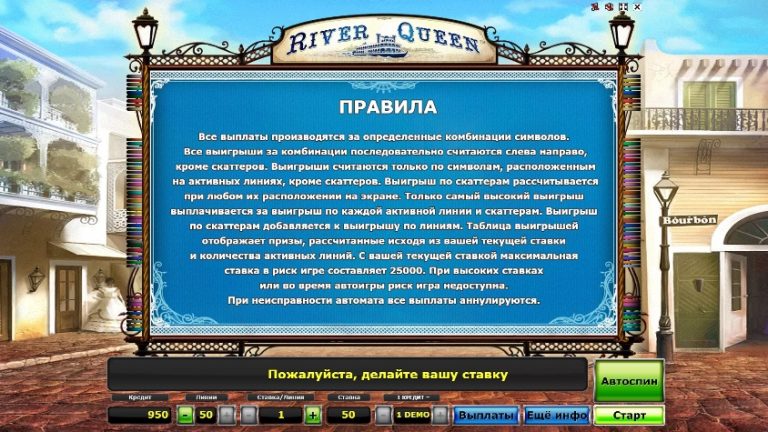 RIVER QUEEN
ПРАВИЛА
Все выплаты производятся за определенные комбинации символов.
Все выигрыши за комбинации последовательно считаются слева направо,
кроме скаттеров. Выигрыши считаются только по символам, расположенным
на активных линиях, кроме скаттеров. Выигрыш по скаттерам рассчитывается
при любом их расположении на экране. Только самый высокий выигрыш
выплачивается за выигрыш по каждой активной линии и скаттерам. Выигрыш
по скаттерам добавляется к выигрышу по линиям. Таблица выигрышей
отображает призы, рассчитанные исходя из вашей текущей ставки
и количества активных линий. С вашей текущей ставкой максимальная
ставка в риск игре составляет 25000. При высоких ставках
или во время автоигры риск игра недоступна.
При неисправности автомата все выплаты аннулируются.
Bourbon
Пожалуйста, делайте вашу ставку
Автоспин
Кредит Линии Ставка/Линия Ставка 1 КРЕДИТ =
950 - 50 1 + 50 1 DEMO Выплаты Ещё инфо Старт